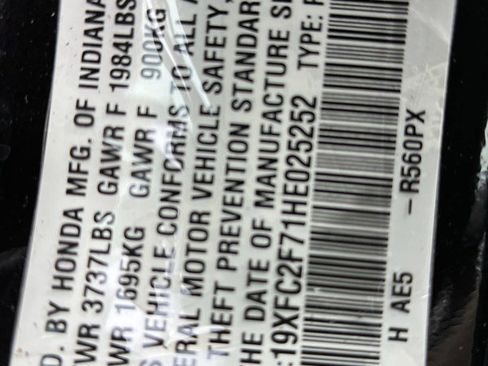 D. BY HONDA MFG. OF INDIANA
WR 3737LBS GAWR F 1984LBS
WR 1695KG GAWR F 900KG
S VEHICLE CONFORMS TO ALL
ERAL MOTOR VEHICLE SAFETY,
THEFT PREVENTION STANDAR
THE DATE OF MANUFACTURE S
:19XFC2F71HE025252 TYPE: P
H AE5 - R560PX